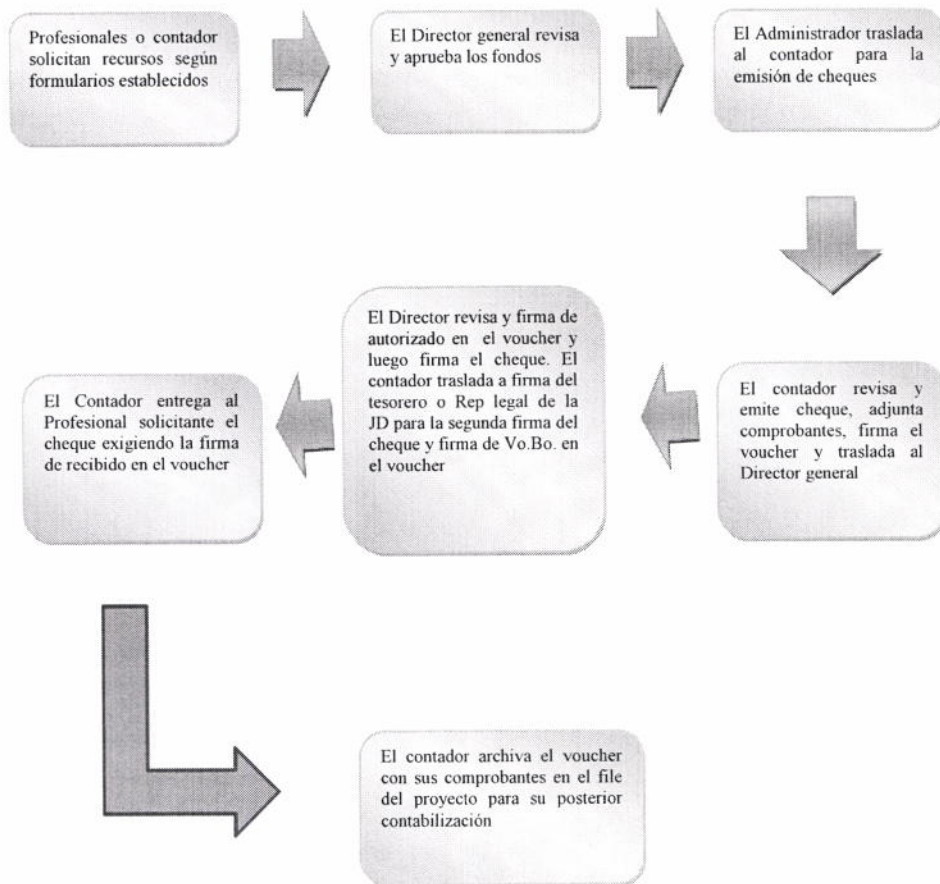 Profesionales o contador
solicitan recursos según
formularios establecidos
El Director general revisa
y aprueba los fondos
El Administrador traslada
al contador para la
emisión de cheques
El contador revisa y
emite cheque, adjunta
comprobantes, firma el
voucher y traslada al
Director general
El Director revisa y firma de
autorizado en el voucher y
luego firma el cheque. El
contador traslada a firma del
tesorero o Rep legal de la
JD para la segunda firma del
cheque y firma de Vo.Bo. en
el voucher
El Contador entrega al
Profesional solicitante el
cheque exigiendo la firma
de recibido en el voucher
El contador archiva el voucher
con sus comprobantes en el file
del proyecto para su posterior
contabilización